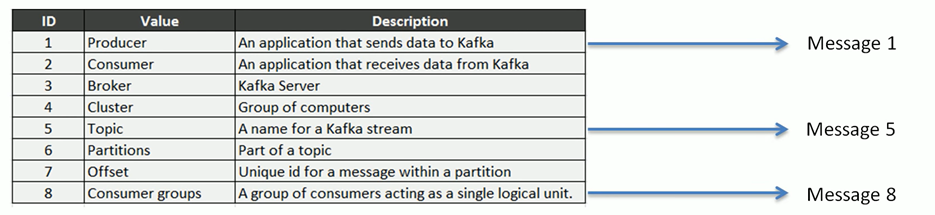 ID Value Description
1 Producer An application that sends data to Kafka Message 1
2 Consumer An application that receives data from Kafka
3 Broker Kafka Server
4 Cluster Group of computers
5 Topic A name for a Kafka stream Message 5
6 Partitions Part of a topic
7 Offset Unique id for a message within a partition
8 Consumer groups A group of consumers acting as a single logical unit. Message 8